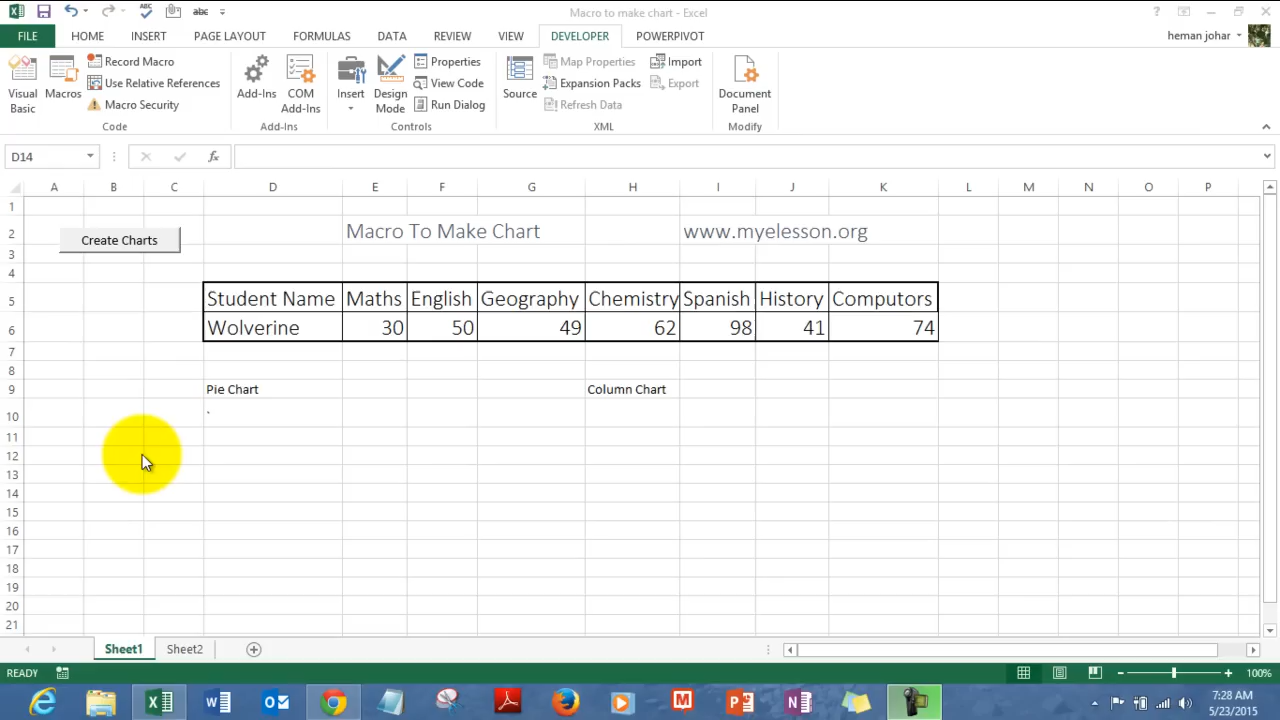 Macro to make chart - Excel
FILE HOME INSERT PAGE LAYOUT FORMULAS DATA REVIEW VIEW DEVELOPER POWERPIVOT heman johar
Visual Basic
Macros
Record Macro
Use Relative References
Macro Security
Code
Add-Ins
COM Add-Ins
Add-Ins
Insert
Design Mode
Properties
View Code
Run Dialog
Controls
Source
Map Properties
Expansion Packs
Refresh Data
Import
Export
XML
Document Panel
Modify
D14
fx
A B C D E F G H I J K L M N O P
1
2 Create Charts Macro To Make Chart www.myelesson.org
3
4
5 Student Name Maths English Geography Chemistry Spanish History Computors
6 Wolverine 30 50 49 62 98 41 74
7
8
9 Pie Chart Column Chart
10 `
11
12
13
14
15
16
17
18
19
20
21
Sheet1 Sheet2
READY 100%
7:28 AM
5/23/2015